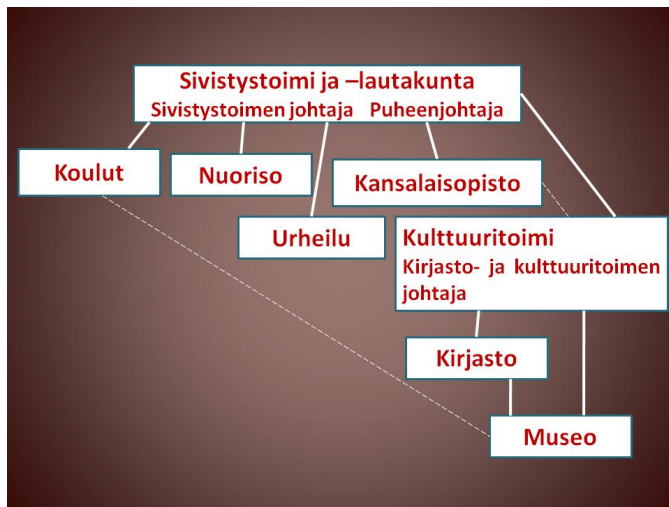 Sivistystoimi ja –lautakunta
Sivistystoimen johtaja Puheenjohtaja
Koulut
Nuoriso
Kansalaisopisto
Urheilu
Kulttuuritoimi
Kirjasto- ja kulttuuritoimen
johtaja
Kirjasto
Museo